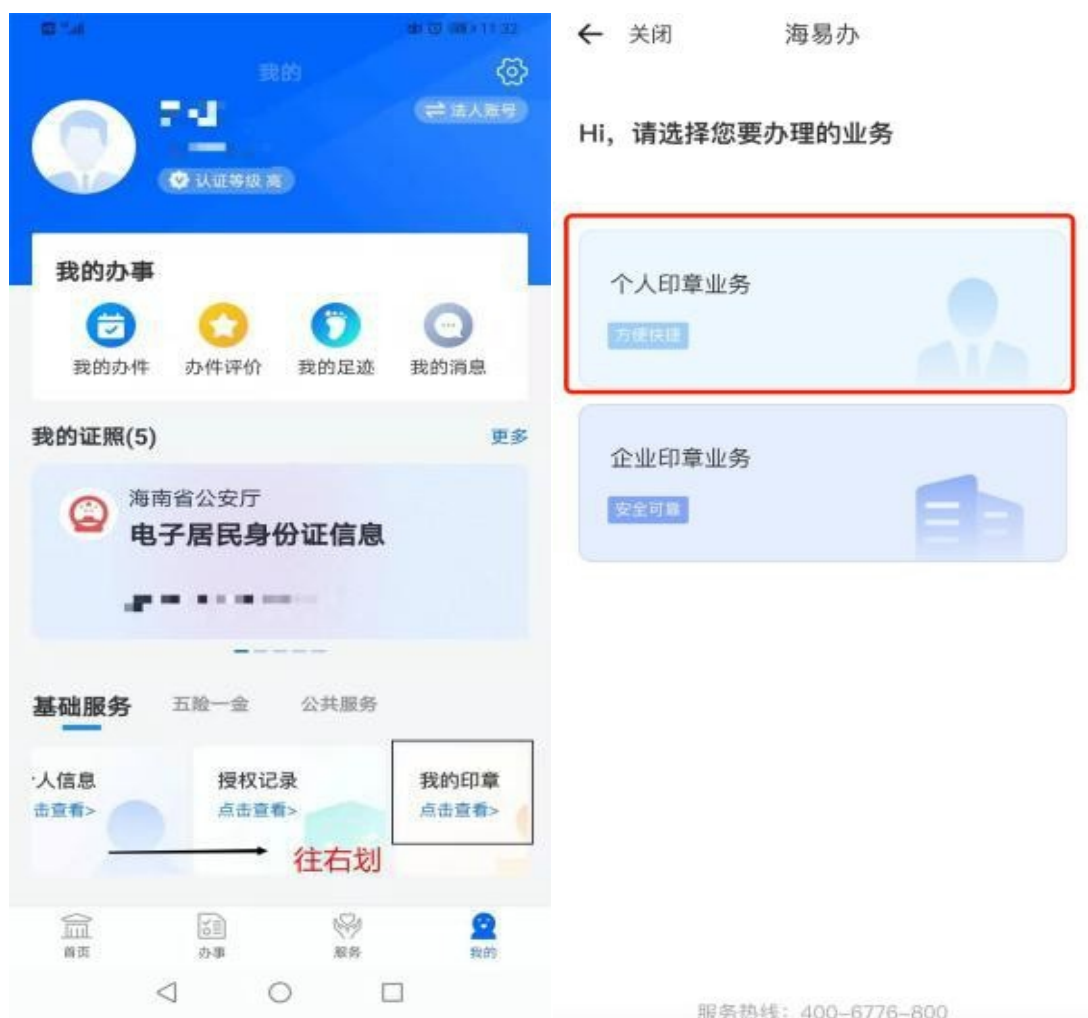 11:32
我的
法人账号
认证等级 高
我的办事
我的办件 办件评价 我的足迹 我的消息
我的证照(5) 更多
海南省公安厅
电子居民身份证信息
基础服务 五险一金 公共服务
人信息 授权记录 我的印章
击查看> 点击查看> 点击查看>
往右划
首页 办事 服务 我的
关闭 海易办
Hi，请选择您要办理的业务
个人印章业务
方便快捷
企业印章业务
安全可靠
服务热线：400-6776-800